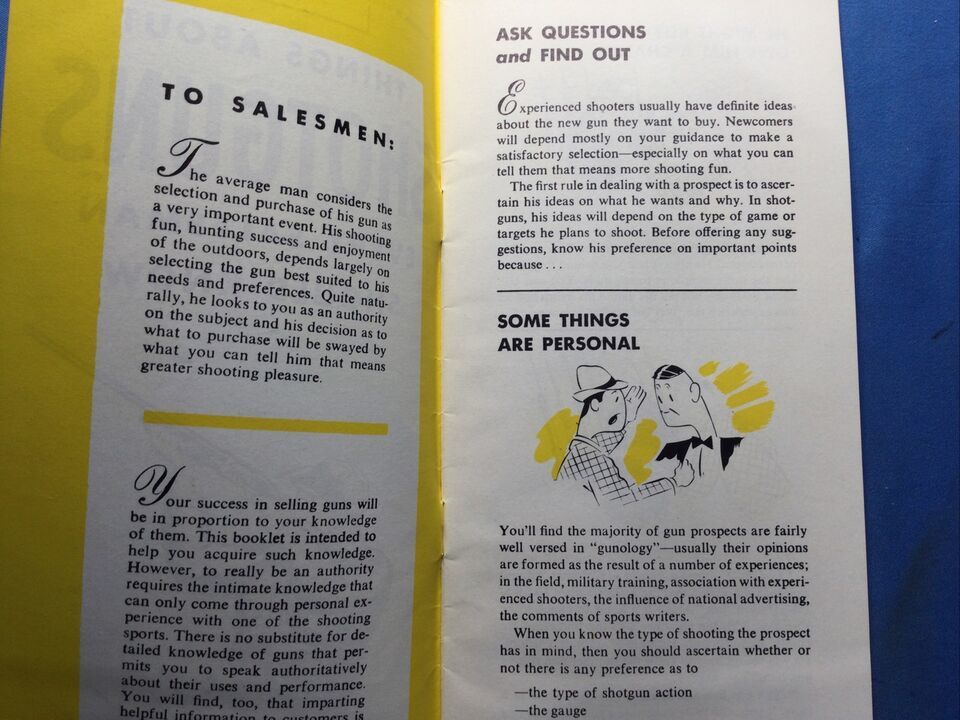 TO SALESMEN:
The average man considers the
selection and purchase of his gun as
a very important event. His shooting
fun, hunting success and enjoyment
of the outdoors, depends largely on
selecting the gun best suited to his
needs and preferences. Quite natu-
rally, he looks to you as an authority
on the subject and his decision as to
what to purchase will be swayed by
what you can tell him that means
greater shooting pleasure.
Your success in selling guns will
be in proportion to your knowledge
of them. This booklet is intended to
help you acquire such knowledge.
However, to really be an authority
requires the intimate knowledge that
can only come through personal ex-
perience with one of the shooting
sports. There is no substitute for de-
tailed knowledge of guns that per-
mits you to speak authoritatively
about their uses and performance.
You will find, too, that imparting
helpful information to customers is
ASK QUESTIONS
and FIND OUT
Experienced shooters usually have definite ideas
about the new gun they want to buy. Newcomers
will depend mostly on your guidance to make a
satisfactory selection—especially on what you can
tell them that means more shooting fun.
The first rule in dealing with a prospect is to ascer-
tain his ideas on what he wants and why. In shot-
guns, his ideas will depend on the type of game or
targets he plans to shoot. Before offering any sug-
gestions, know his preference on important points
because . . .
SOME THINGS
ARE PERSONAL
You'll find the majority of gun prospects are fairly
well versed in "gunology"—usually their opinions
are formed as the result of a number of experiences;
in the field, military training, association with experi-
enced shooters, the influence of national advertising,
the comments of sports writers.
When you know the type of shooting the prospect
has in mind, then you should ascertain whether or
not there is any preference as to
—the type of shotgun action
—the gauge